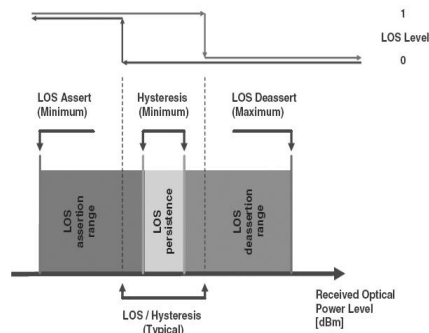 1
LOS Level
0
LOS Assert
(Minimum)
Hysteresis
(Minimum)
LOS Deassert
(Maximum)
LOS
assertion
range
LOS
persistence
LOS
deassertion
range
Received Optical
Power Level
[dBm]
LOS / Hysteresis
(Typical)